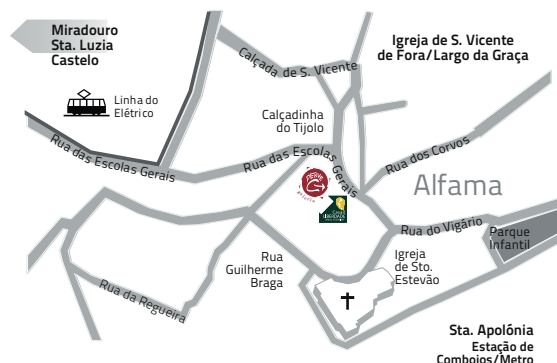 Miradouro
Sta. Luzia
Castelo
Linha do
Elétrico
Calçada de S. Vicente
Igreja de S. Vicente
de Fora/Largo da Graça
Calçadinha
do Tijolo
Rua das Escolas Gerais
Rua das Escolas Gerais
Rua dos Corvos
Alfama
Rua do Vigário
Parque
Infantil
Rua
Guilherme
Braga
Igreja
de Sto.
Estevão
Rua da Regueira
Sta. Apolónia
Estação de
Comboios/Metro